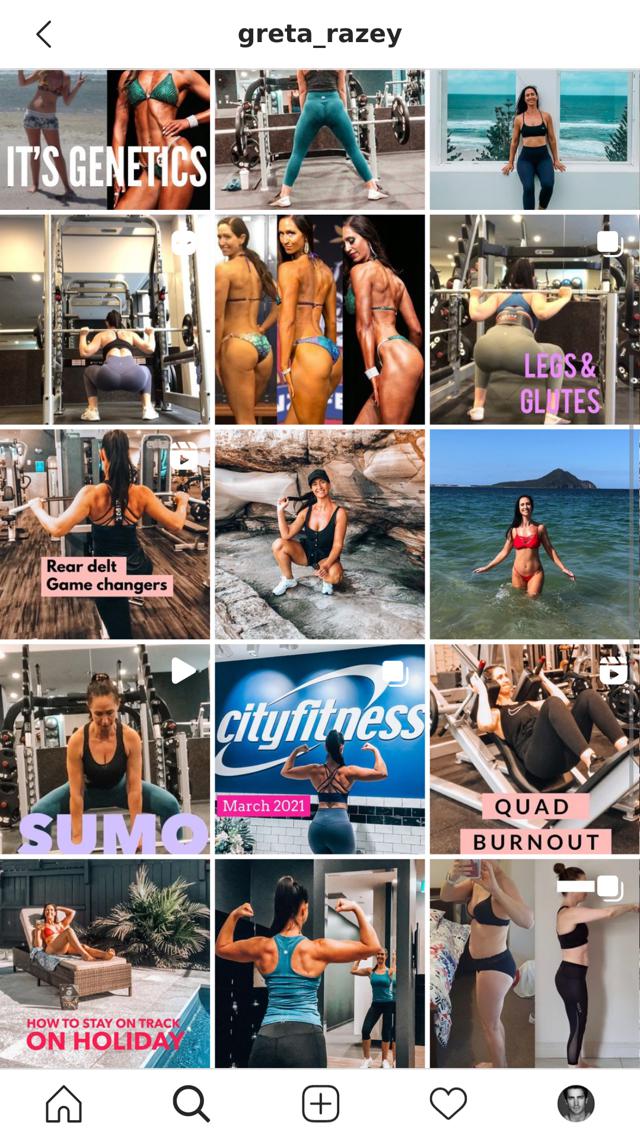 greta_razey
IT'S GENETICS
LEGS &
GLUTES
Rear delt
Game changers
SUMO
cityfitness
March 2021
QUAD
BURNOUT
HOW TO STAY ON TRACK
ON HOLIDAY